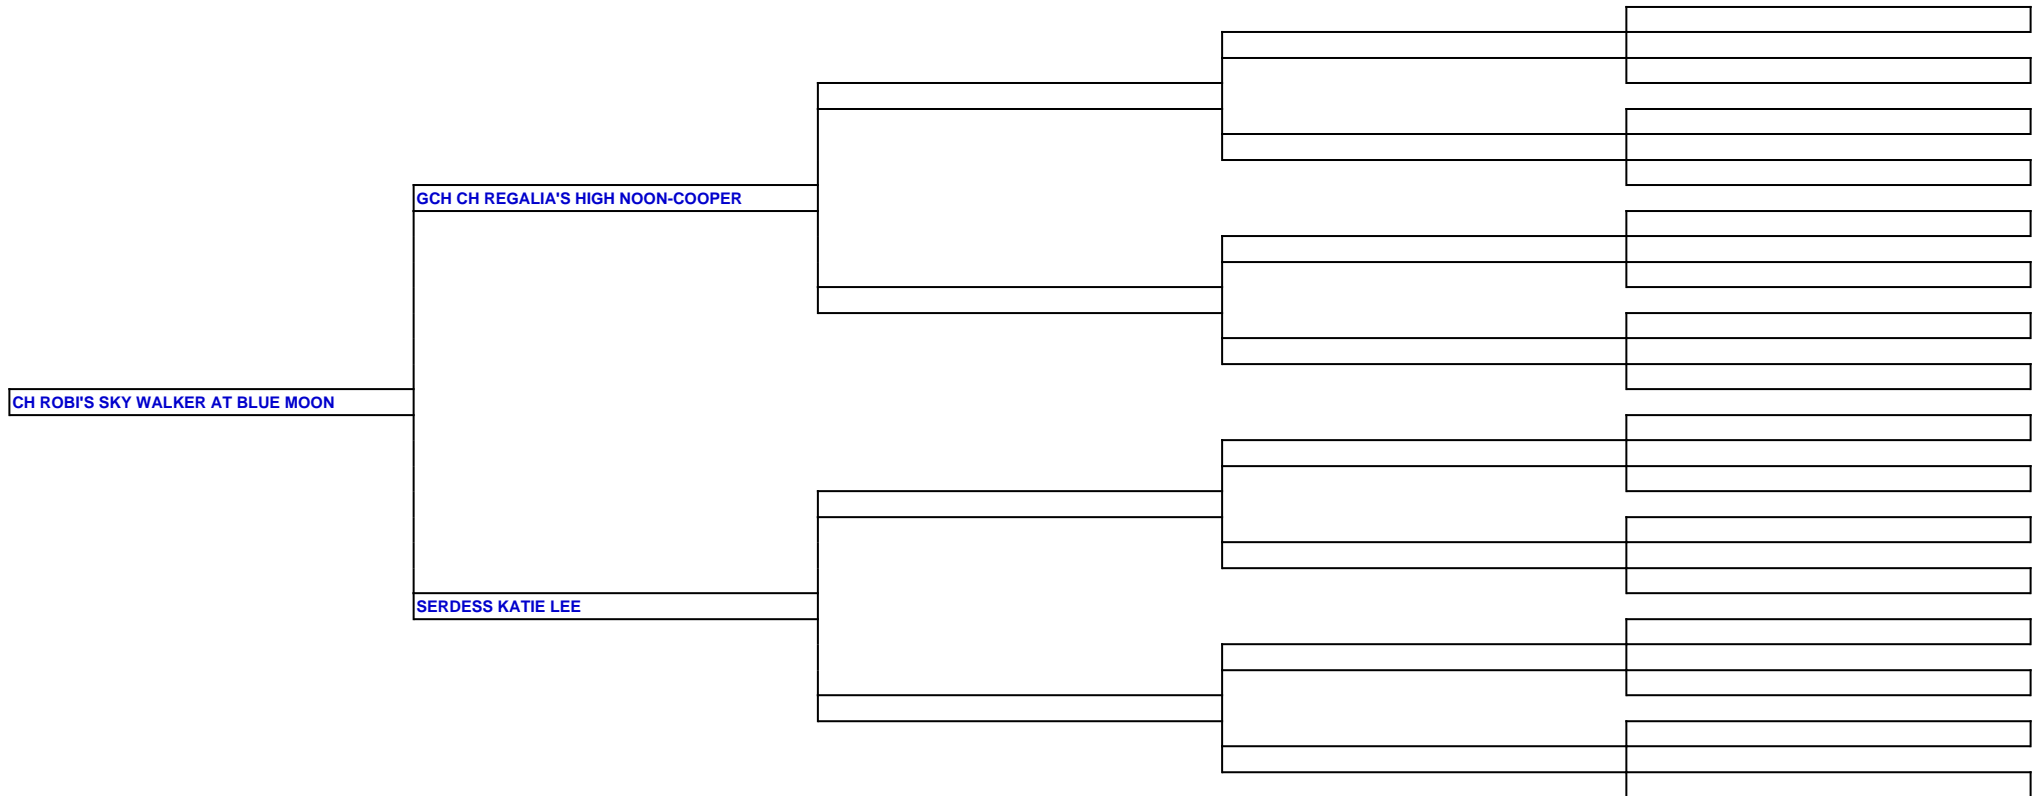 GCH CH REGALIA'S HIGH NOON-COOPER
CH ROBI'S SKY WALKER AT BLUE MOON
SERDESS KATIE LEE